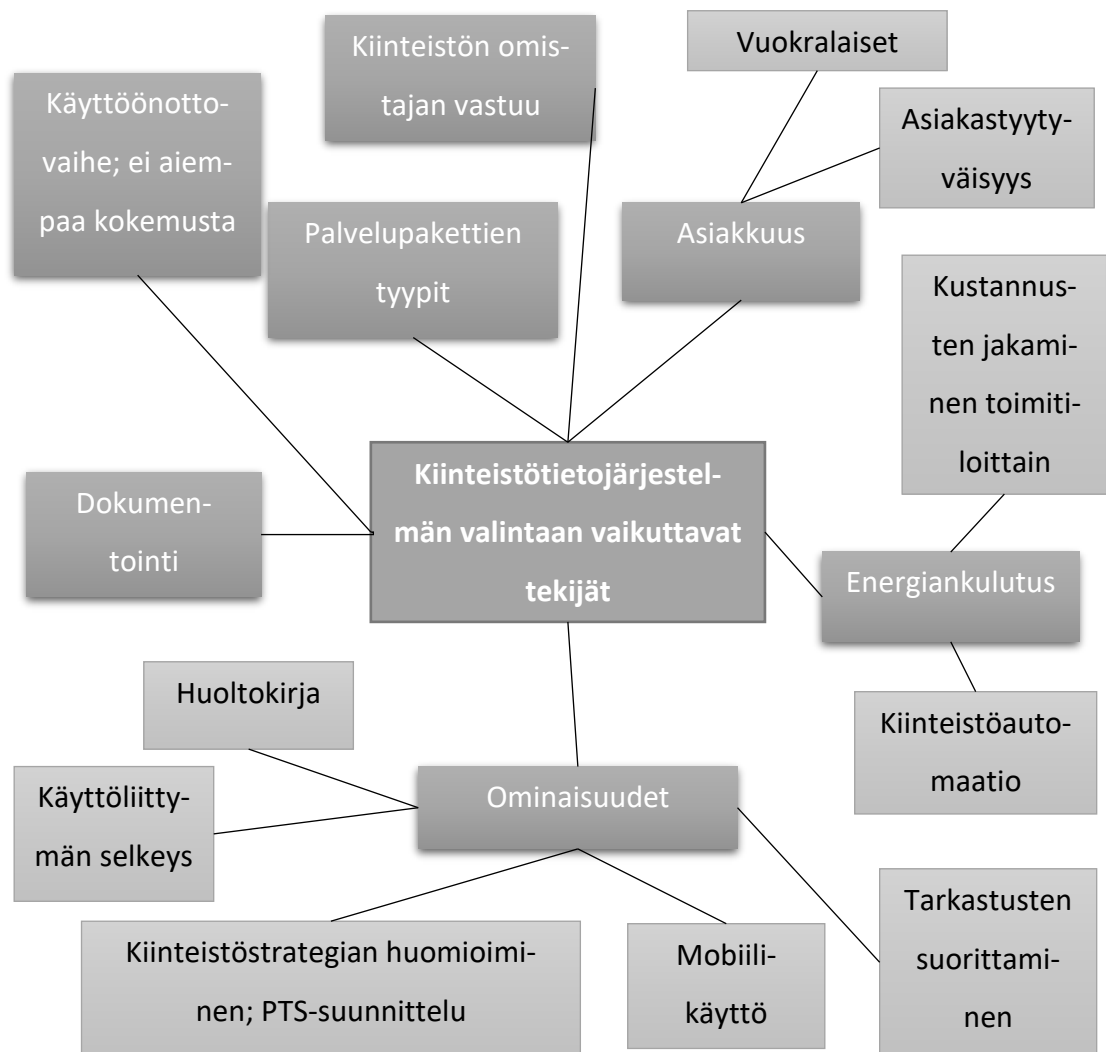 Kiinteistön omis-
tajan vastuu
Vuokralaiset
Käyttöönotto-
vaihe; ei aiem-
paa kokemusta
Asiakastyyty-
väisyys
Palvelupakettien
tyypit
Asiakkuus
Kustannus-
ten jakami-
nen toimiti-
loittain
Kiinteistötietojärjestel-
män valintaan vaikuttavat
tekijät
Dokumen-
tointi
Energiankulutus
Huoltokirja
Kiinteistöauto-
maatio
Ominaisuudet
Käyttöliitty-
män selkeys
Tarkastusten
suorittami-
nen
Kiinteistöstrategian huomioimi-
nen; PTS-suunnittelu
Mobiili-
käyttö